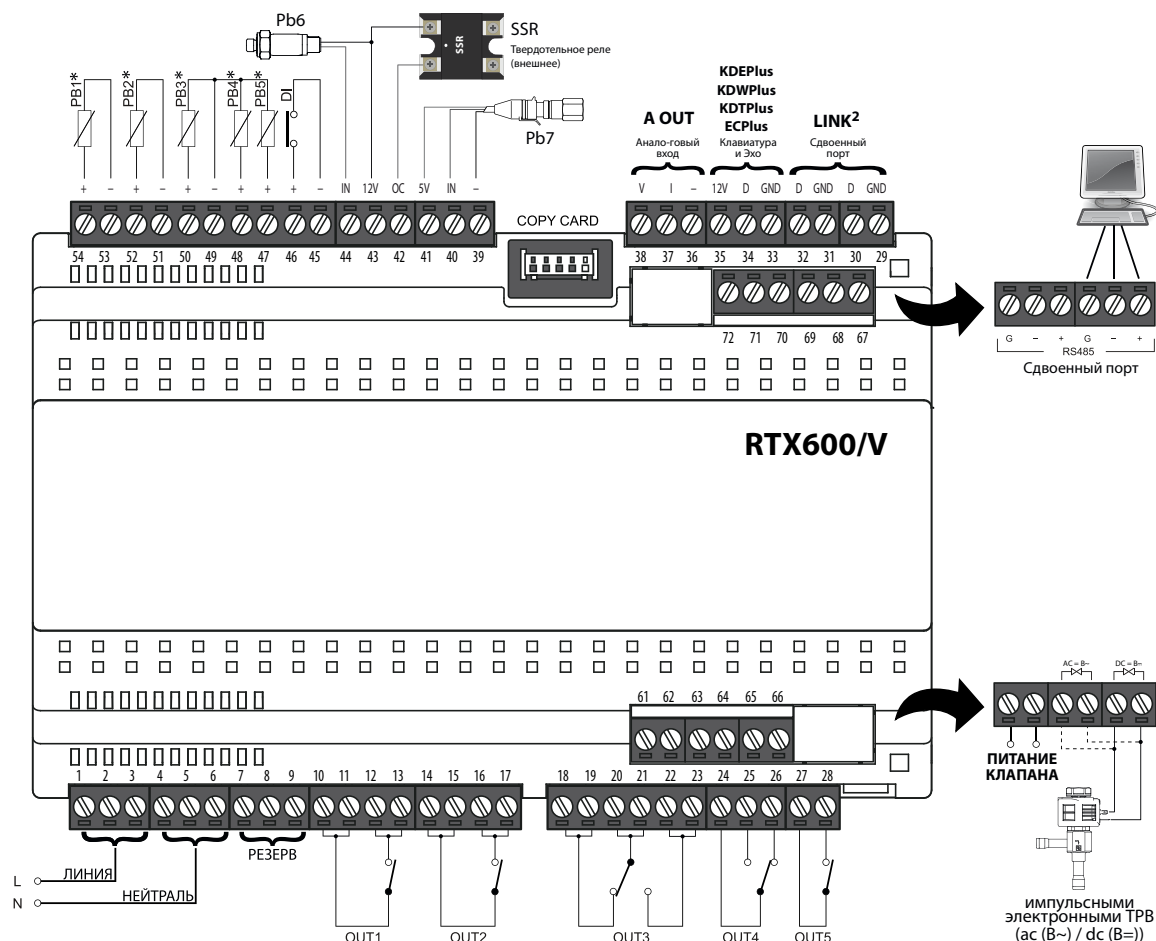 Pb6
SSR
SSR
Твердотельное реле
(внешнее)
PB1*
PB2*
PB3*
PB4*
PB5*
DI
Pb7
KDEPlus
KDWPlus
KDTPlus
ECPlus
Клавиатура
и Эхо
A OUT
Анало-говый
вход
LINK²
Сдвоенный
порт
+ – + – + – + + + – IN 12V OC 5V IN –
V I – 12V D GND D GND D GND
54 53 52 51 50 49 48 47 46 45 44 43 42 41 40 39
COPY CARD
38 37 36 35 34 33 32 31 30 29
72 71 70 69 68 67
G – + G – +
RS485
Сдвоенный порт
RTX600/V
61 62 63 64 65 66
AC = B~
DC = B~
ПИТАНИЕ
КЛАПАНА
1 2 3 4 5 6 7 8 9 10 11 12 13 14 15 16 17
18 19 20 21 22 23 24 25 26 27 28
РЕЗЕРВ
L ЛИНИЯ
N НЕЙТРАЛЬ
OUT1
OUT2
OUT3
OUT4
OUT5
импульсными
электронными ТРВ
(ac (B~) / dc (B=))